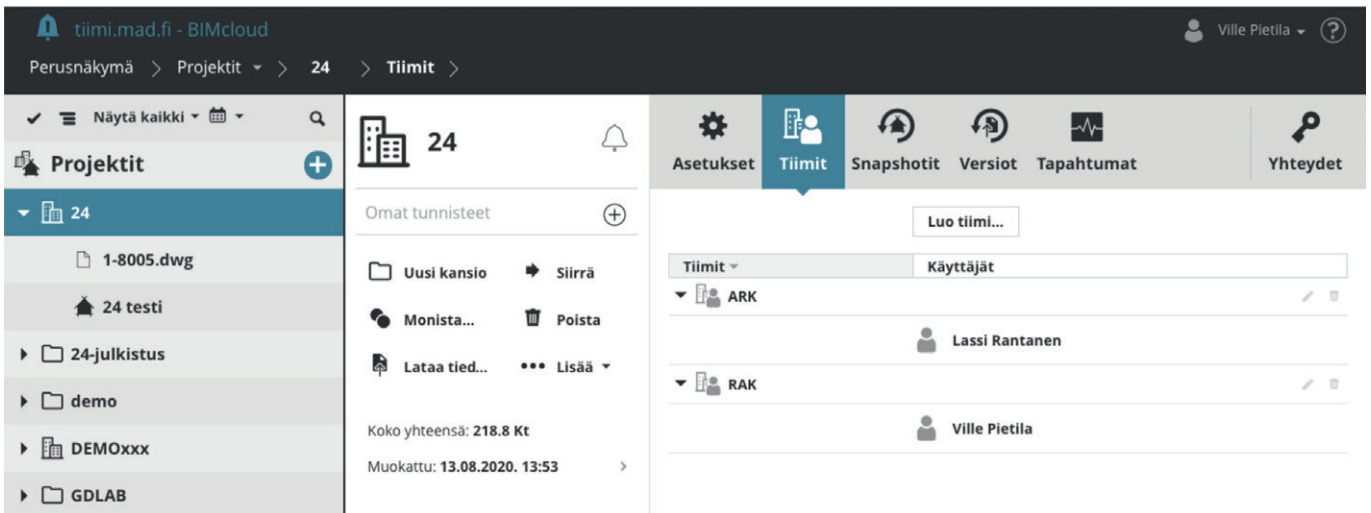 tiimi.mad.fi - BIMcloud
Ville Pietila
Perusnäkymä > Projektit > 24 > Tiimit >
Näytä kaikki
Projektit
24
1-8005.dwg
24 testi
24-julkistus
demo
DEMOxxx
GDLAB
24
Omat tunnisteet
Uusi kansio Siirrä
Monista... Poista
Lataa tied... Lisää
Koko yhteensä: 218.8 Kt
Muokattu: 13.08.2020. 13:53
Asetukset Tiimit Snapshotit Versiot Tapahtumat Yhteydet
Luo tiimi...
Tiimit Käyttäjät
ARK
Lassi Rantanen
RAK
Ville Pietila